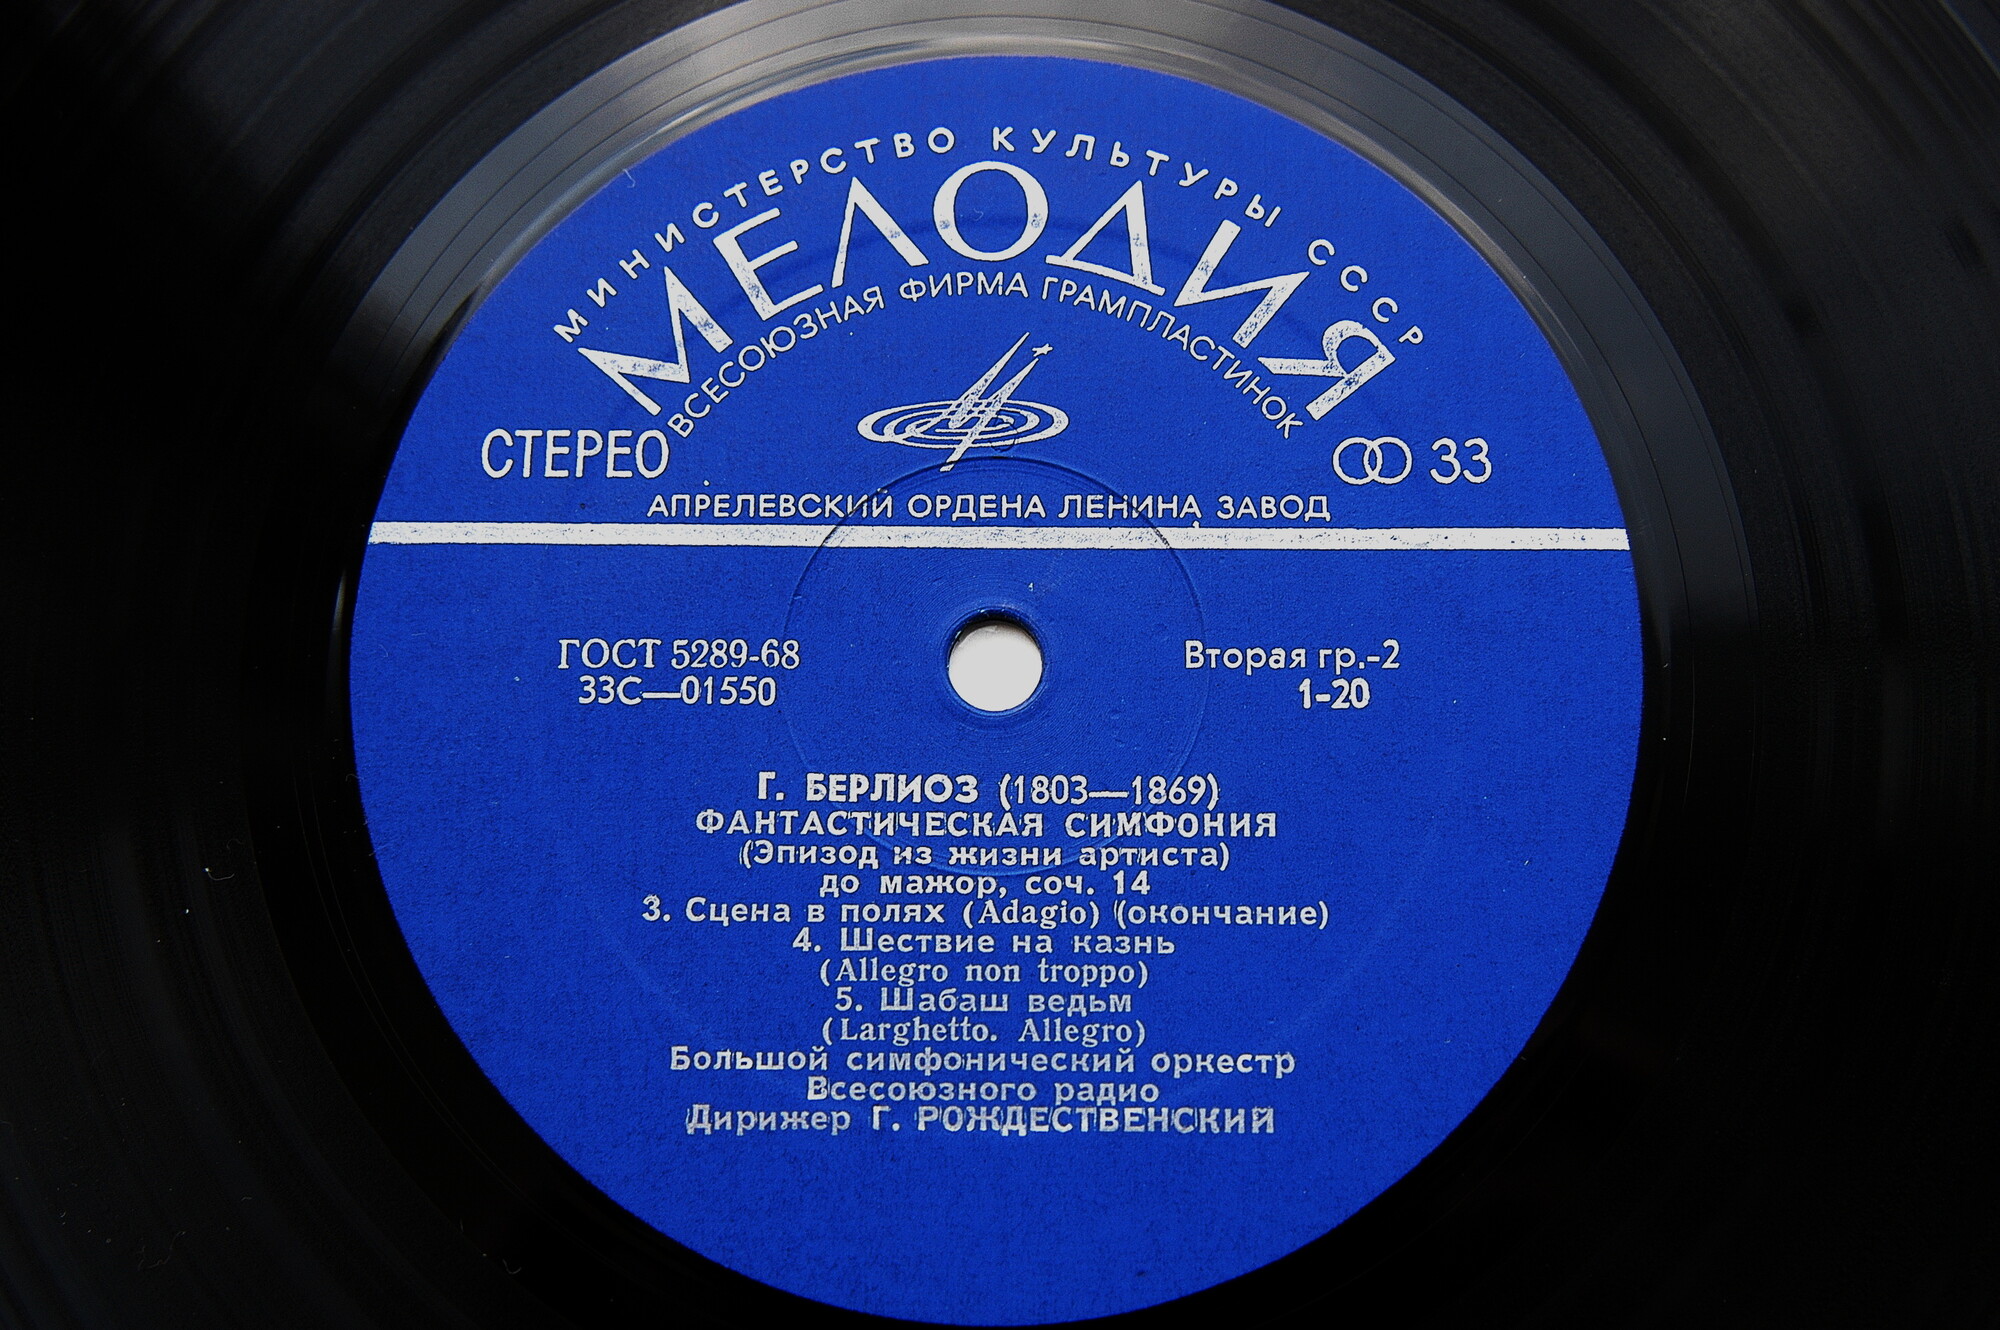 МИНИСТЕРСТВО КУЛЬТУРЫ СССР
МЕЛОДИЯ
ВСЕСОЮЗНАЯ ФИРМА ГРАМПЛАСТИНОК
СТЕРЕО
33
АПРЕЛЕВСКИЙ ОРДЕНА ЛЕНИНА ЗАВОД
ГОСТ 5289-68
33С—01550
Вторая гр.-2
1-20
Г. БЕРЛИОЗ (1803—1869)
ФАНТАСТИЧЕСКАЯ СИМФОНИЯ
(Эпизод из жизни артиста)
до мажор, соч. 14
3. Сцена в полях (Adagio) (окончание)
4. Шествие на казнь
(Allegro non troppo)
5. Шабаш ведьм
(Larghetto. Allegro)
Большой симфонический оркестр
Всесоюзного радио
Дирижер Г. РОЖДЕСТВЕНСКИЙ